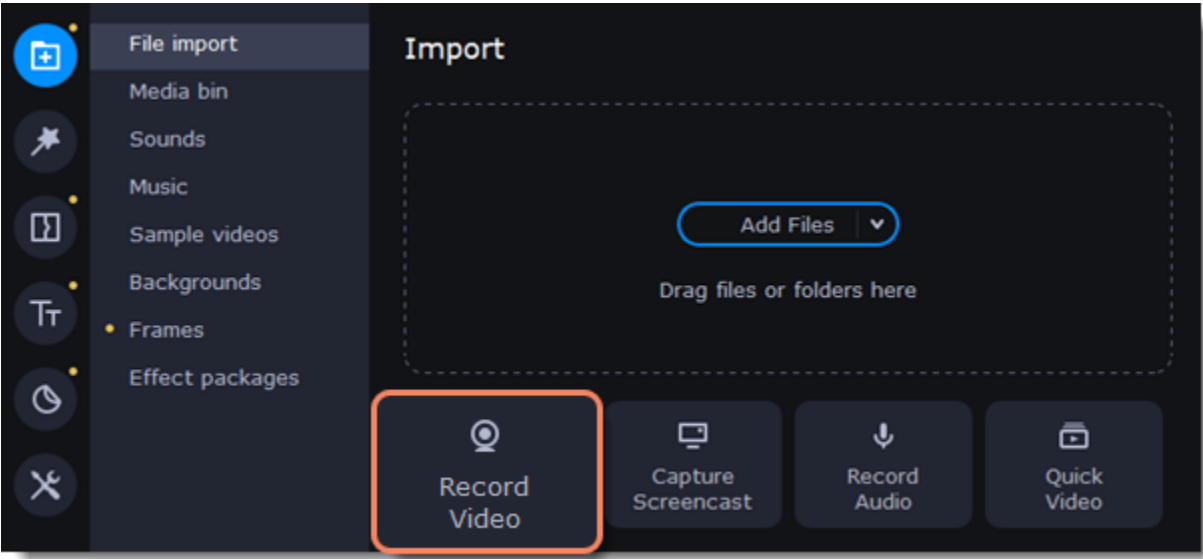 File import
Media bin
Sounds
Music
Sample videos
Backgrounds
Frames
Effect packages
Import
Add Files
Drag files or folders here
Record
Video
Capture
Screencast
Record
Audio
Quick
Video